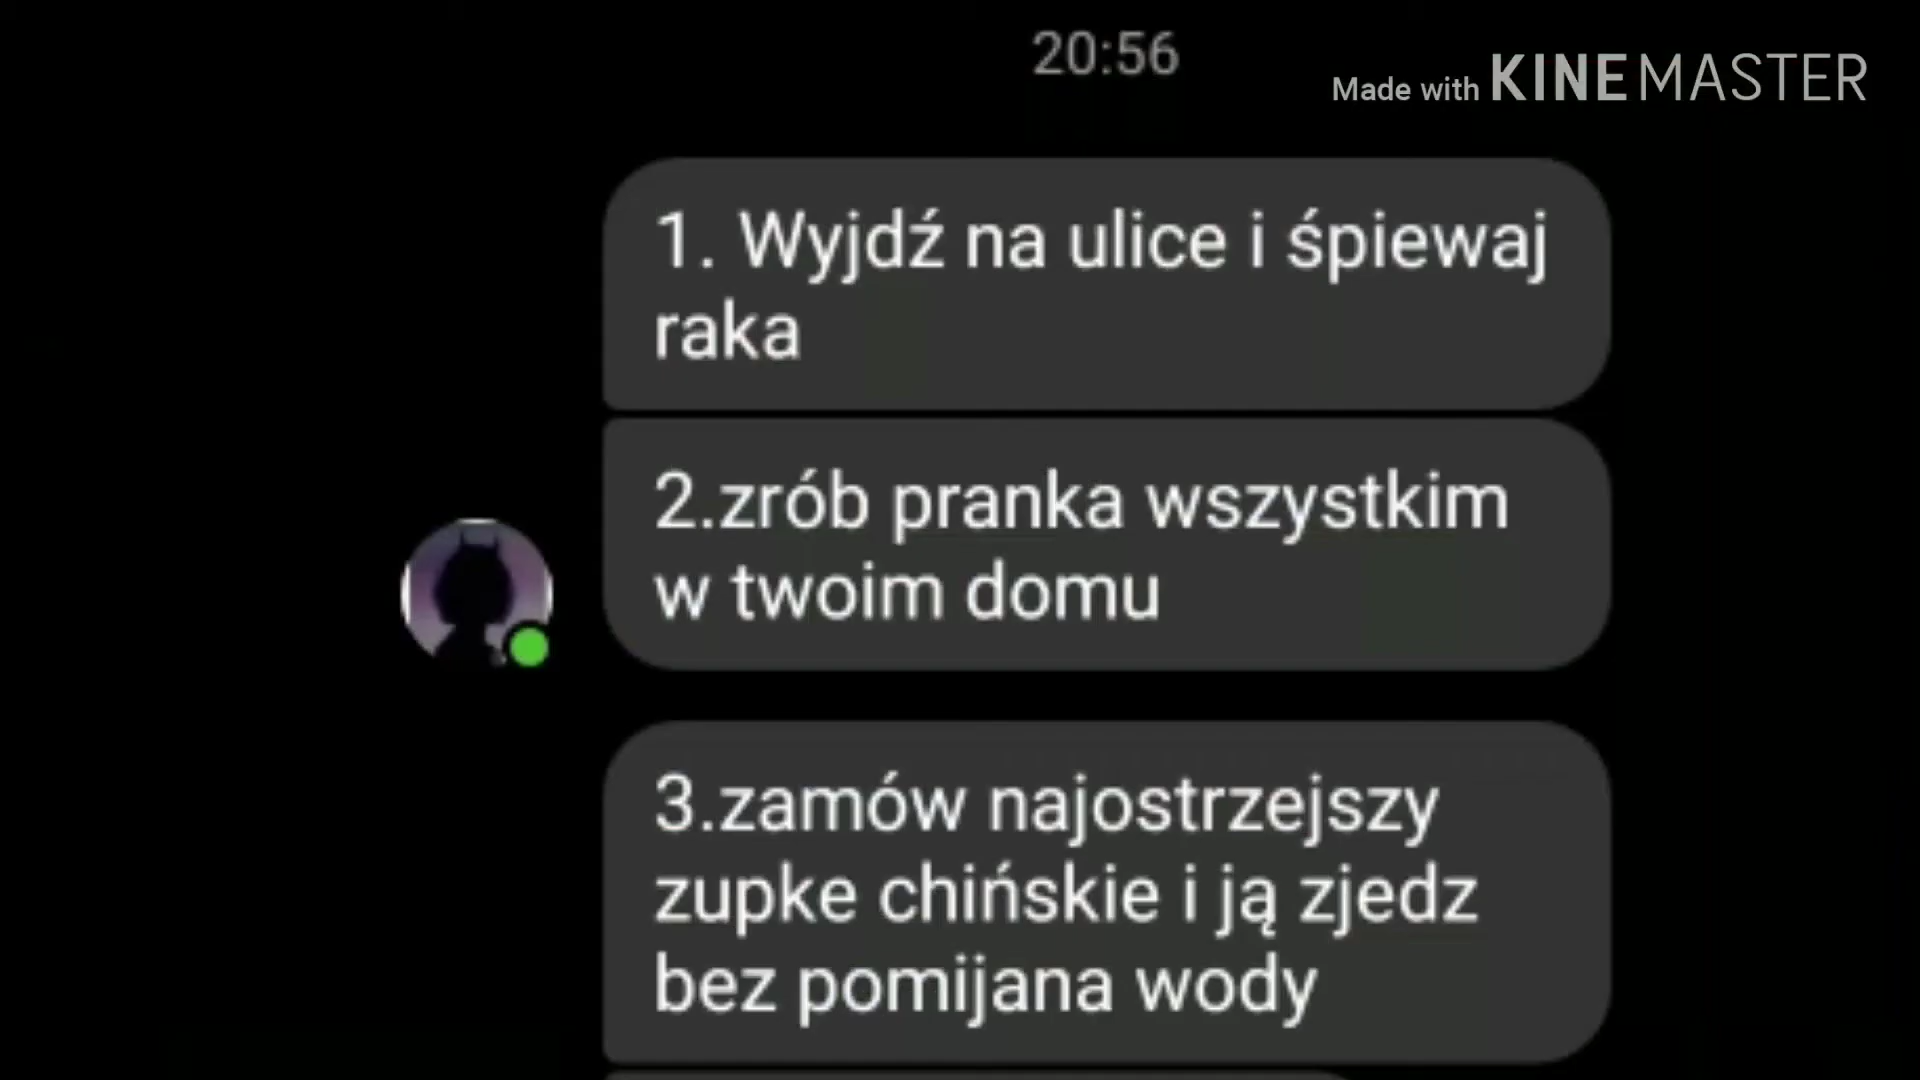 20:56
Made with KINEMASTER
1. Wyjdź na ulice i śpiewaj
raka
2.zrób pranka wszystkim
w twoim domu
3.zamów najostrzejszy
zupke chińskie i ją zjedz
bez pomijana wody